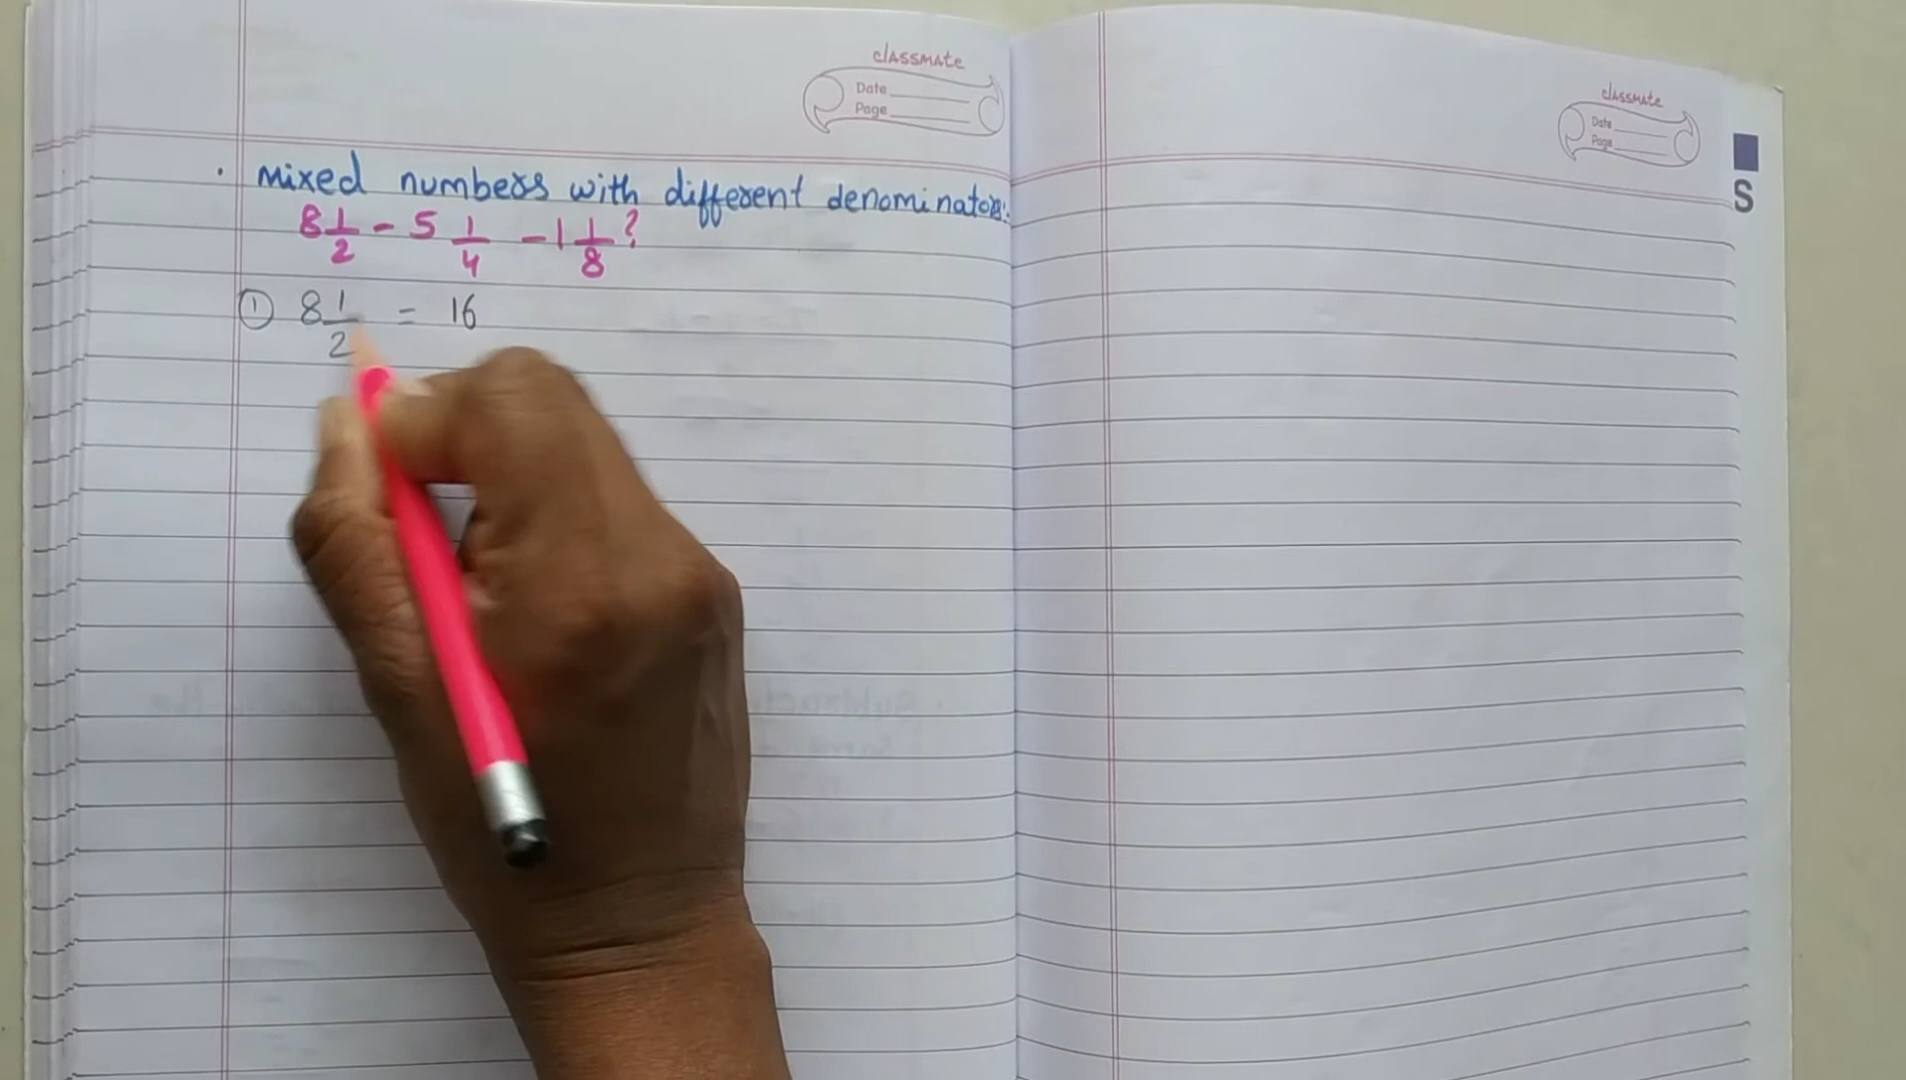 classmate
Date
Page
classmate
Date
Page
S
. mixed numbers with different denominators:
8 1/2 - 5 1/4 - 1 1/8 ?
① 8 1/2 = 16